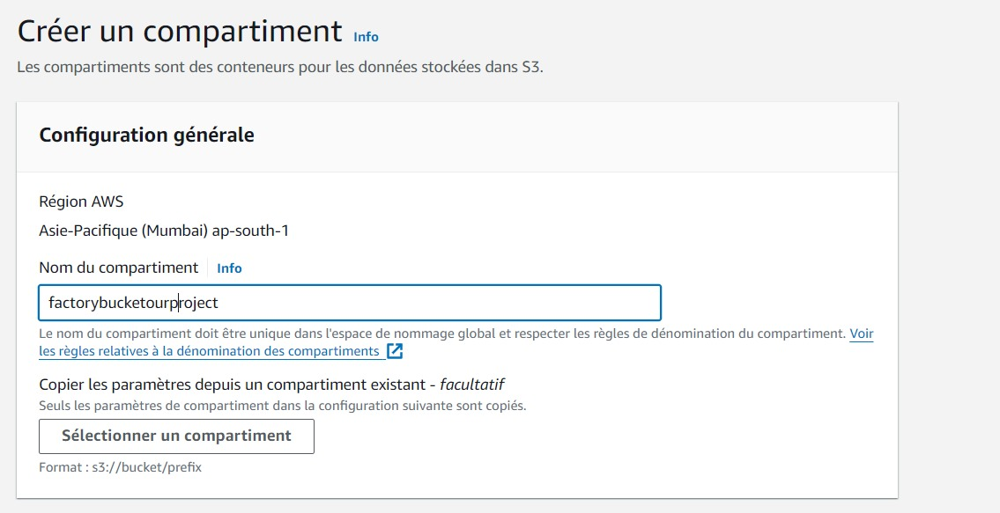 Créer un compartiment Info
Les compartiments sont des conteneurs pour les données stockées dans S3.
Configuration générale
Région AWS
Asie-Pacifique (Mumbai) ap-south-1
Nom du compartiment Info
factorybucketourproject
Le nom du compartiment doit être unique dans l'espace de nommage global et respecter les règles de dénomination du compartiment. Voir
les règles relatives à la dénomination des compartiments
Copier les paramètres depuis un compartiment existant - facultatif
Seuls les paramètres de compartiment dans la configuration suivante sont copiés.
Sélectionner un compartiment
Format : s3://bucket/prefix